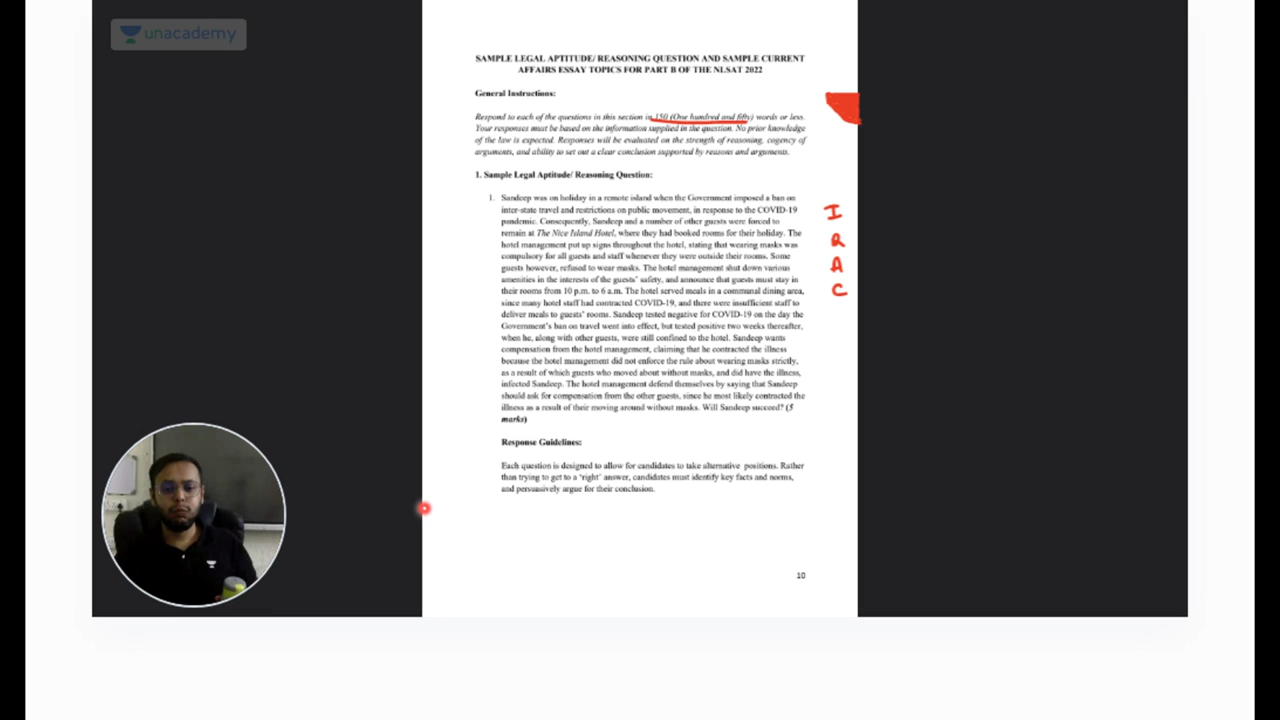 unacademy
SAMPLE LEGAL APTITUDE/ REASONING QUESTION AND SAMPLE CURRENT
AFFAIRS ESSAY TOPICS FOR PART B OF THE NLSAT 2022
General Instructions:
Respond to each of the questions in this section in 150 (One hundred and fifty) words or less.
Your responses must be based on the information supplied in the question. No prior knowledge
of the law is expected. Responses will be evaluated on the strength of reasoning, cogency of
arguments, and ability to set out a clear conclusion supported by reasons and arguments.
1. Sample Legal Aptitude/ Reasoning Question:
1. Sandeep was on holiday in a remote island when the Government imposed a ban on
inter-state travel and restrictions on public movement, in response to the COVID-19
pandemic. Consequently, Sandeep and a number of other guests were forced to
remain at The Nice Island Hotel, where they had booked rooms for their holiday. The
hotel management put up signs throughout the hotel, stating that wearing masks was
compulsory for all guests and staff whenever they were outside their rooms. Some
guests however, refused to wear masks. The hotel management shut down various
amenities in the interests of the guests' safety, and announce that guests must stay in
their rooms from 10 p.m. to 6 a.m. The hotel served meals in a communal dining area,
since many hotel staff had contracted COVID-19, and there were insufficient staff to
deliver meals to guests' rooms. Sandeep tested negative for COVID-19 on the day the
Government's ban on travel went into effect, but tested positive two weeks thereafter,
when he, along with other guests, were still confined to the hotel. Sandeep wants
compensation from the hotel management, claiming that he contracted the illness
because the hotel management did not enforce the rule about wearing masks strictly,
as a result of which guests who moved about without masks, and did have the illness,
infected Sandeep. The hotel management defend themselves by saying that Sandeep
should ask for compensation from the other guests, since he most likely contracted the
illness as a result of their moving around without masks. Will Sandeep succeed? (5
marks)
Response Guidelines:
Each question is designed to allow for candidates to take alternative positions. Rather
than trying to get to a 'right' answer, candidates must identify key facts and norms,
and persuasively argue for their conclusion.
10
I
R
A
C